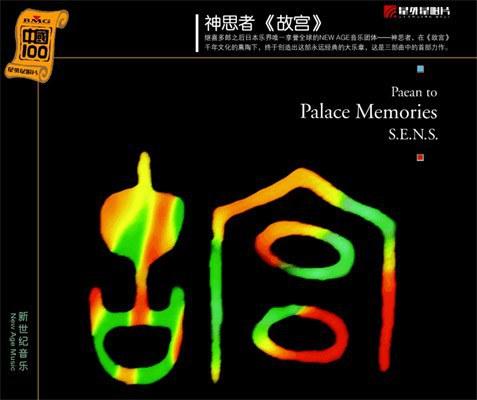 BMG
中國
100
星外星唱片
神思者《故宫》
继喜多郎之后日本乐界唯一享誉全球的NEW AGE音乐团体——神思者,在《故宫》
千年文化的熏陶下,终于创造出这部永远经典的大乐章,这是三部曲中的首部力作。
星外星唱片
Paean to
Palace Memories
S.E.N.S.
故宫
新世纪音乐
New Age Music